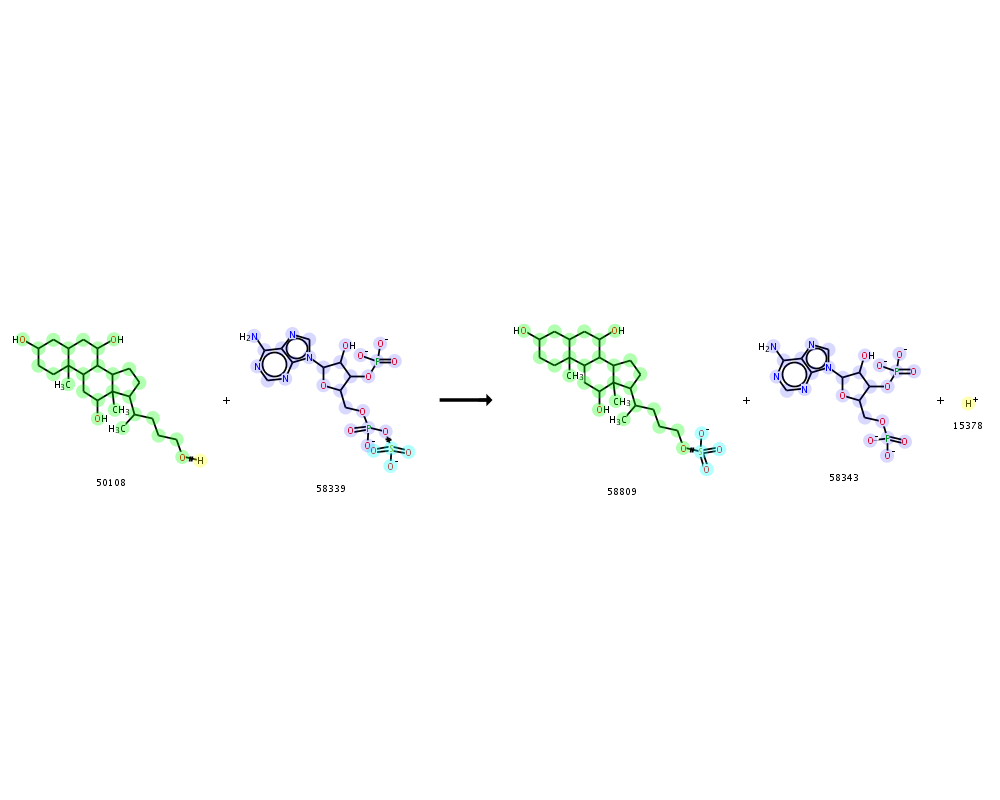 HO OH H₃C OH CH₃ H₃C O H
50108
+
H₂N N N N N OH O O⁻ O⁻ P O O O P O O O⁻ O S O O⁻
58339
HO OH CH₃ OH CH₃ H₃C O O⁻ S O O
58809
+
H₂N N N N N OH O O O⁻ P O⁻ O O O⁻ P O O⁻
58343
+
H⁺
15378